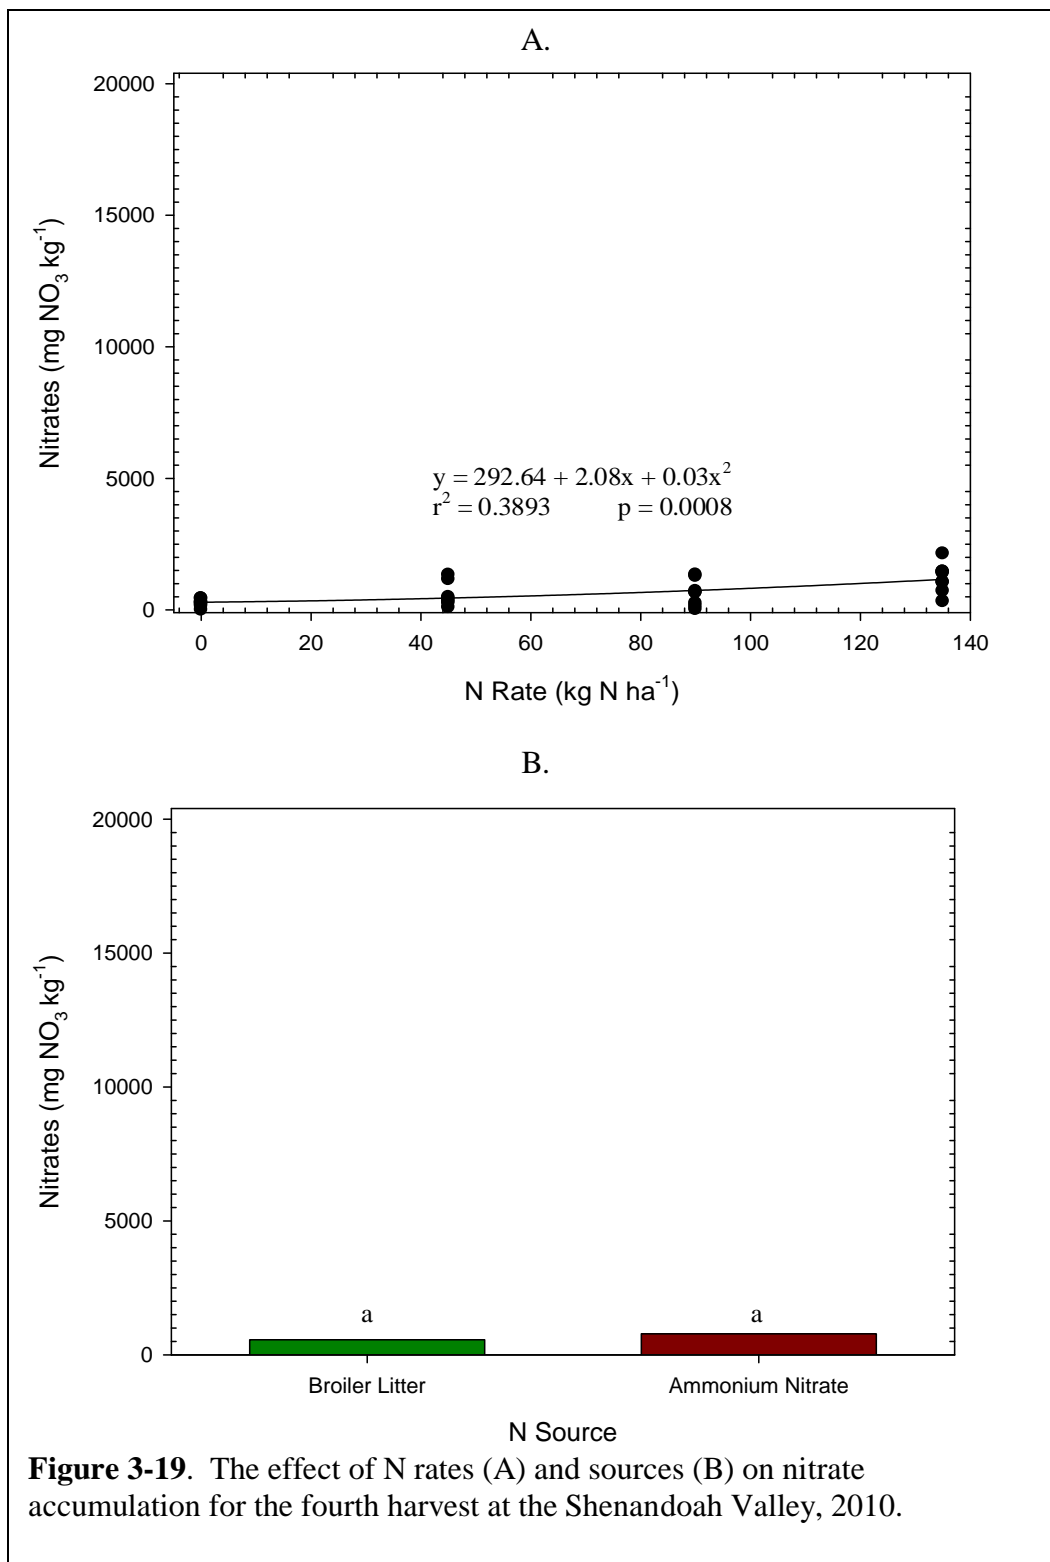 A.
20000
15000
10000
5000
0
Nitrates (mg NO₃ kg⁻¹)
y = 292.64 + 2.08x + 0.03x²
r² = 0.3893 p = 0.0008
0 20 40 60 80 100 120 140
N Rate (kg N ha⁻¹)
B.
20000
15000
10000
5000
0
Nitrates (mg NO₃ kg⁻¹)
a a
Broiler Litter Ammonium Nitrate
N Source
Figure 3-19. The effect of N rates (A) and sources (B) on nitrate
accumulation for the fourth harvest at the Shenandoah Valley, 2010.